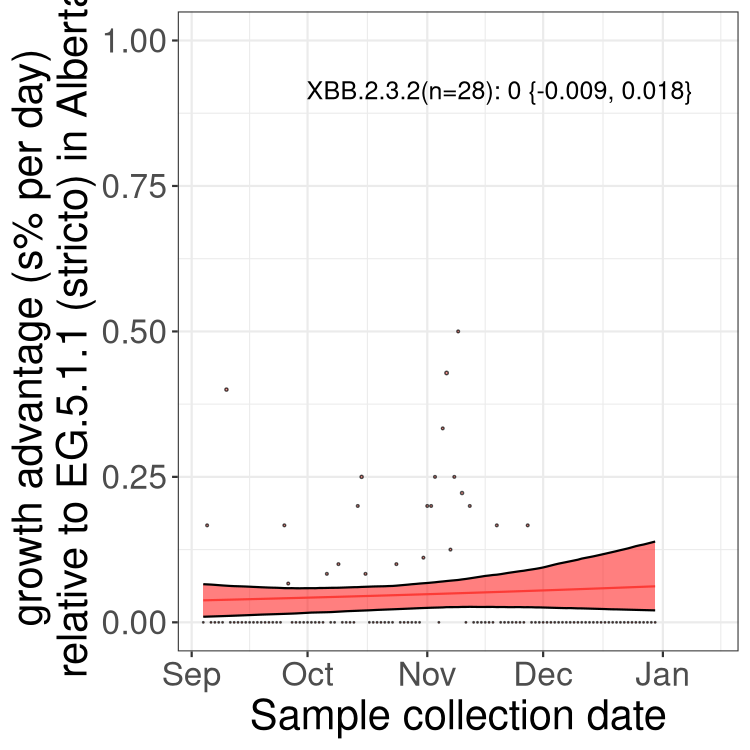 growth advantage (s% per day)
relative to EG.5.1.1 (stricto) in Alberta
1.00
0.75
0.50
0.25
0.00
XBB.2.3.2(n=28): 0 {-0.009, 0.018}
Sep Oct Nov Dec Jan
Sample collection date